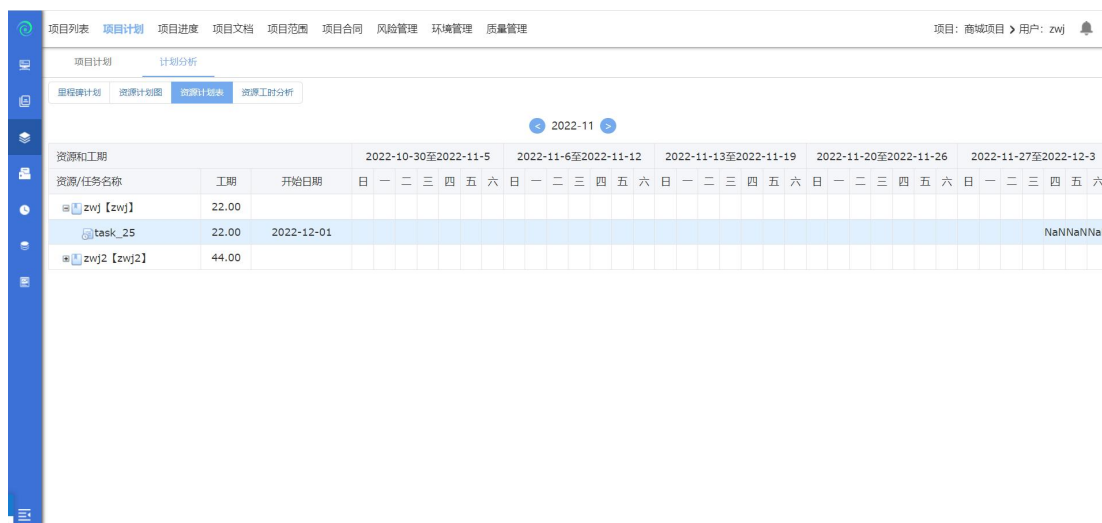 项目列表 项目计划 项目进度 项目文档 项目范围 项目合同 风险管理 环境管理 质量管理 项目：商城项目 用户：zwj
项目计划 计划分析
里程碑计划 资源计划图 资源计划表 资源工时分析
< 2022-11 >
资源和工期 2022-10-30至2022-11-5 2022-11-6至2022-11-12 2022-11-13至2022-11-19 2022-11-20至2022-11-26 2022-11-27至2022-12-3
资源/任务名称 工期 开始日期 日 一 二 三 四 五 六 日 一 二 三 四 五 六 日 一 二 三 四 五 六 日 一 二 三 四 五 六 日 一 二 三 四 五 六
zwj【zwj】 22.00
task_25 22.00 2022-12-01 NaNNaNNa
zwj2【zwj2】 44.00